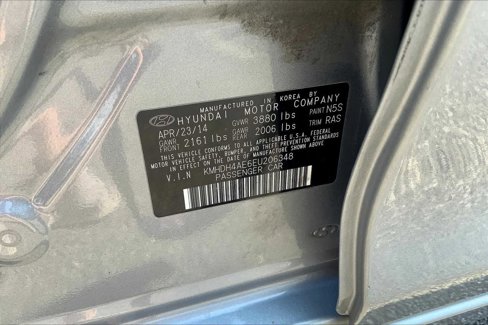 MANUFACTURED BY KMMA KOREA
HYUNDAI MOTOR COMPANY
APR/23/14 GVWR 3880 lbs PAINT N5S
GAWR FRONT 2161 lbs GAWR REAR 2006 lbs TRIM RAS
THIS VEHICLE CONFORMS TO ALL APPLICABLE U.S.A. FEDERAL
MOTOR VEHICLE SAFETY, BUMPER, AND THEFT PREVENTION STANDARDS
IN EFFECT ON THE DATE OF MANUFACTURE SHOWN ABOVE.
V.I.N KMHDH4AE6EU206348
PASSENGER CAR